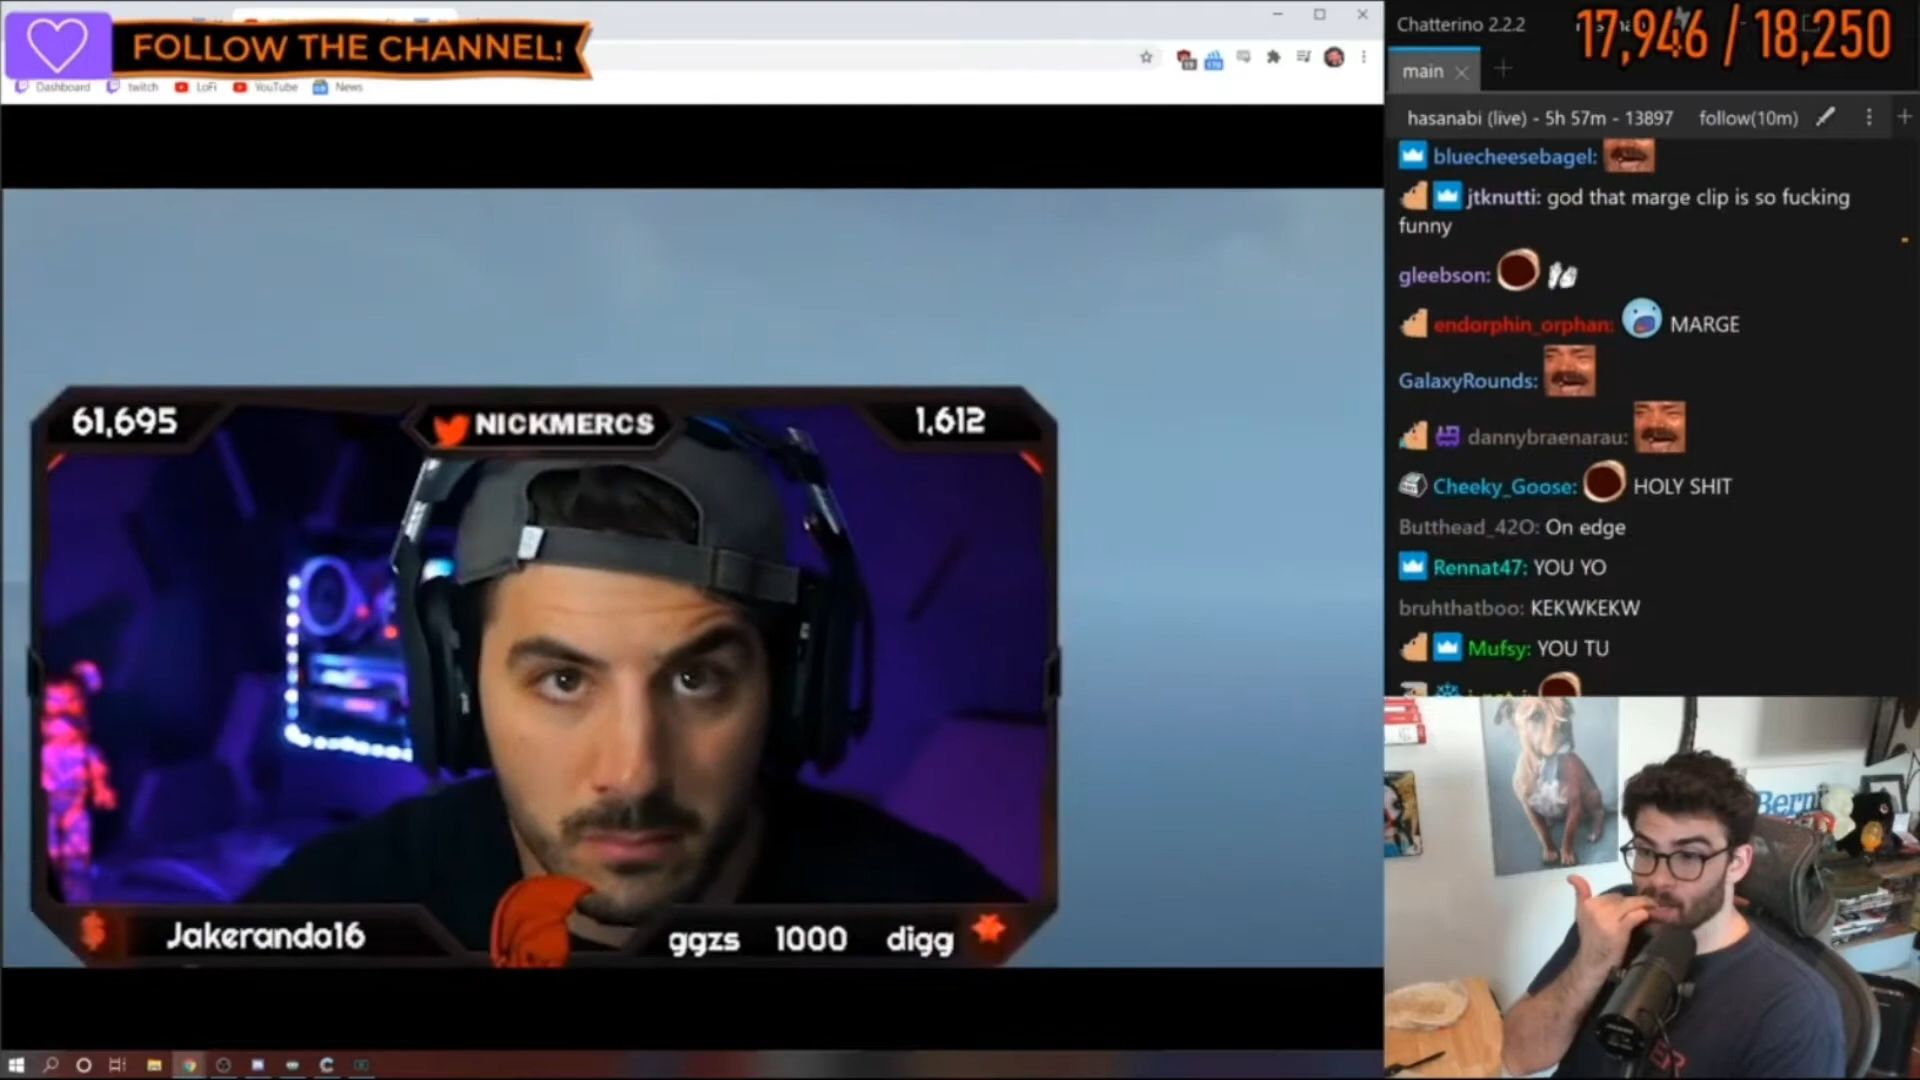 FOLLOW THE CHANNEL!
Dashboard
twitch
LoFi
YouTube
News
61,695
NICKMERCS
1,612
Jakeranda16
ggzs 1000 digg
Chatterino 2.2.2
17,946 / 18,250
main
hasanabi (live) - 5h 57m - 13897
follow(10m)
bluecheesebagel:
jtknutti: god that marge clip is so fucking
funny
gleebson:
endorphin_orphan: MARGE
GalaxyRounds:
dannybraenarau:
Cheeky_Goose: HOLY SHIT
Butthead_42O: On edge
Rennat47: YOU YO
bruhthatboo: KEKWKEKW
Mufsy: YOU TU
Berni